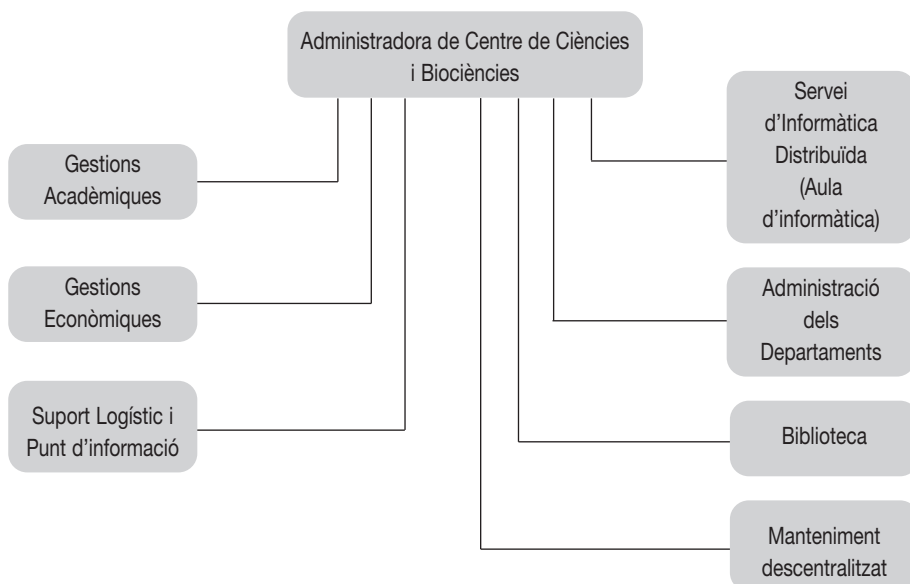 Administradora de Centre de Ciències
i Biociències
Gestions
Acadèmiques
Gestions
Econòmiques
Suport Logístic i
Punt d’informació
Servei
d’Informàtica
Distribuïda
(Aula
d’informàtica)
Administració
dels
Departaments
Biblioteca
Manteniment
descentralitzat